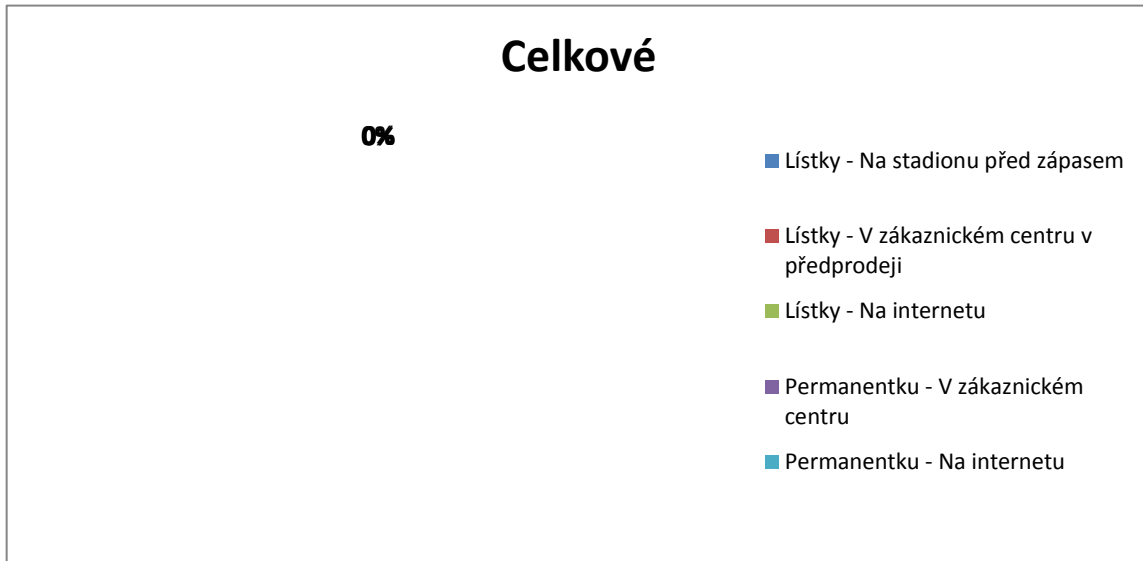 Celkové
0%
Lístky - Na stadionu před zápasem
Lístky - V zákaznickém centru v
předprodeji
Lístky - Na internetu
Permanentku - V zákaznickém
centru
Permanentku - Na internetu